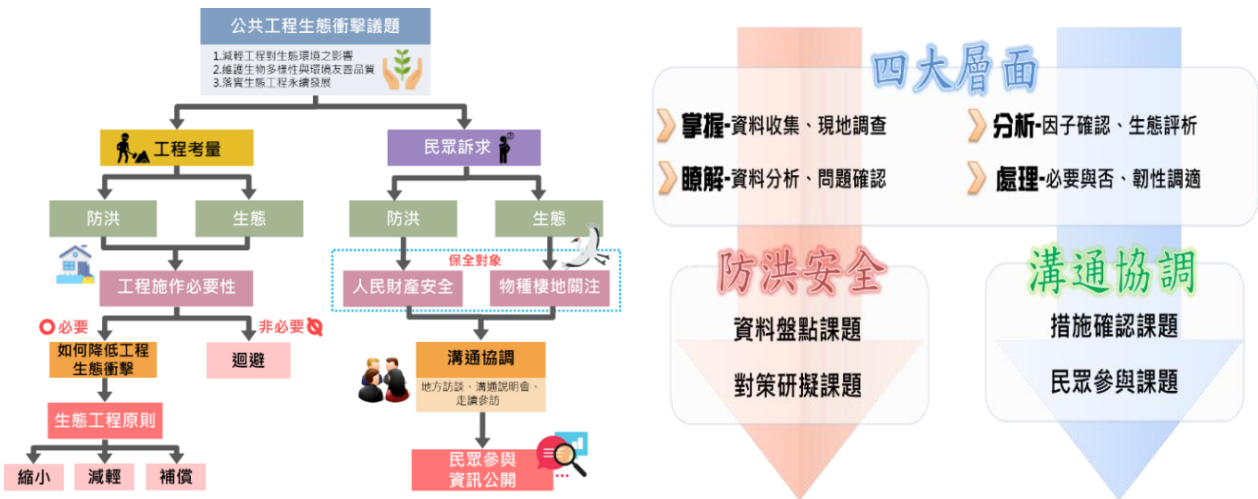 公共工程生態衝擊議題
1.減輕工程對生態環境之影響
2.維護生物多樣性與環境友善品質
3.落實生態工程永續發展
工程考量
民眾訴求
防洪
生態
防洪
生態
保全對象
工程施作必要性
人民財產安全
物種棲地關注
必要
非必要
如何降低工程
生態衝擊
迴避
溝通協調
地方訪談、溝通說明會、
走讀參訪
生態工程原則
縮小
減輕
補償
民眾參與
資訊公開
四大層面
掌握-資料收集、現地調查
分析-因子確認、生態評析
瞭解-資料分析、問題確認
處理-必要與否、韌性調適
防洪安全
資料盤點課題
對策研擬課題
溝通協調
措施確認課題
民眾參與課題